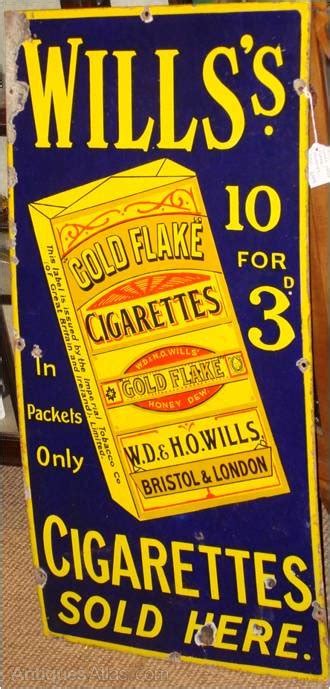 WILLS'S.
10
FOR
3D.
GOLD FLAKE
CIGARETTES
W.D.& H.O.WILLS'
"GOLD FLAKE"
HONEY DEW
W.D.& H.O.WILLS
BRISTOL & LONDON
This label is issued by the Imperial Tobacco Co
(of Great Britain and Ireland), Limited.
In
Packets
Only
CIGARETTES
SOLD HERE.
AntiquesAtlas.com